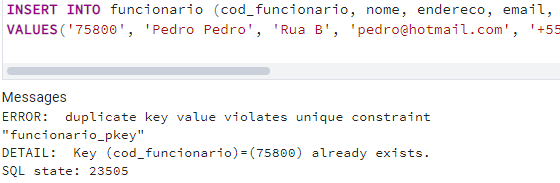 INSERT INTO funcionario (cod_funcionario, nome, endereco, email,
VALUES('75800', 'Pedro Pedro', 'Rua B', 'pedro@hotmail.com', '+55
Messages
ERROR:  duplicate key value violates unique constraint
"funcionario_pkey"
DETAIL:  Key (cod_funcionario)=(75800) already exists.
SQL state: 23505